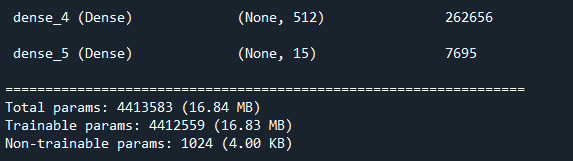 dense_4 (Dense) (None, 512) 262656
dense_5 (Dense) (None, 15) 7695
=================================================================
Total params: 4413583 (16.84 MB)
Trainable params: 4412559 (16.83 MB)
Non-trainable params: 1024 (4.00 KB)